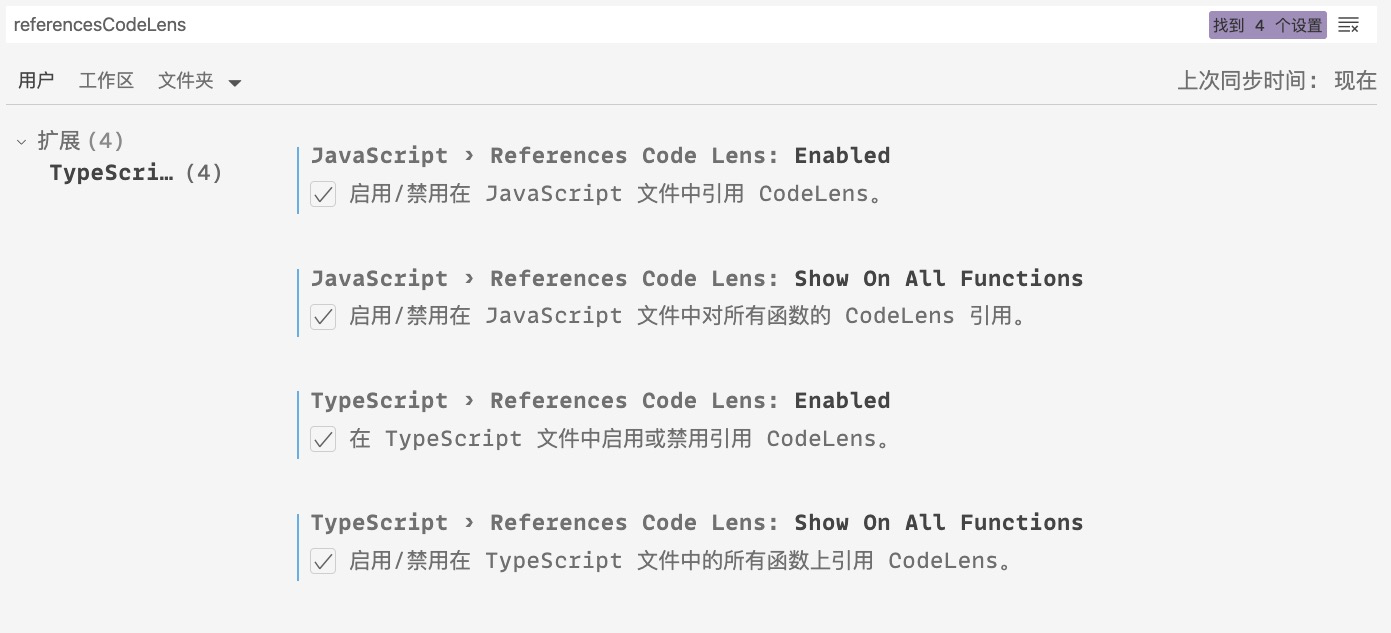 referencesCodeLens
找到 4 个设置
用户 工作区 文件夹
上次同步时间: 现在
扩展 (4)
TypeScri… (4)
JavaScript › References Code Lens: Enabled
启用/禁用在 JavaScript 文件中引用 CodeLens。
JavaScript › References Code Lens: Show On All Functions
启用/禁用在 JavaScript 文件中对所有函数的 CodeLens 引用。
TypeScript › References Code Lens: Enabled
在 TypeScript 文件中启用或禁用引用 CodeLens。
TypeScript › References Code Lens: Show On All Functions
启用/禁用在 TypeScript 文件中的所有函数上引用 CodeLens。